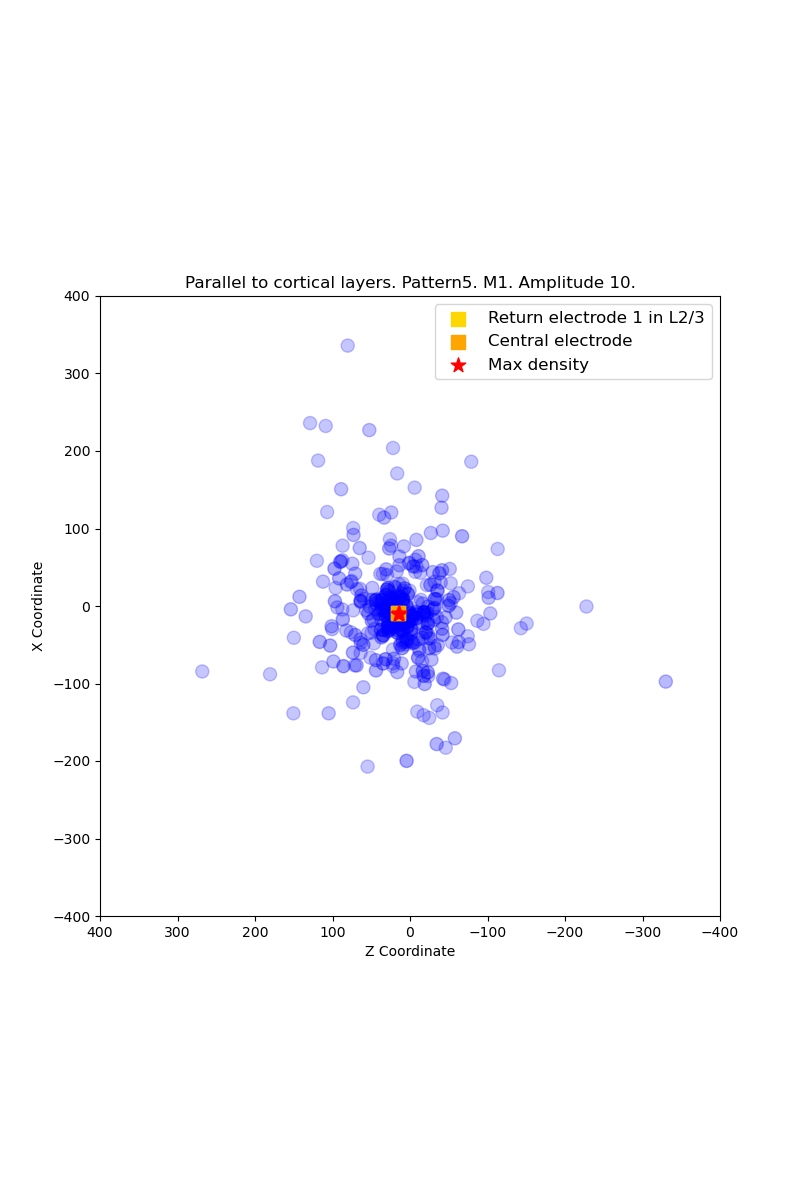 Parallel to cortical layers. Pattern5. M1. Amplitude 10.
Return electrode 1 in L2/3
Central electrode
Max density
400
300
200
100
0
−100
−200
−300
−400
X Coordinate
400 300 200 100 0 −100 −200 −300 −400
Z Coordinate